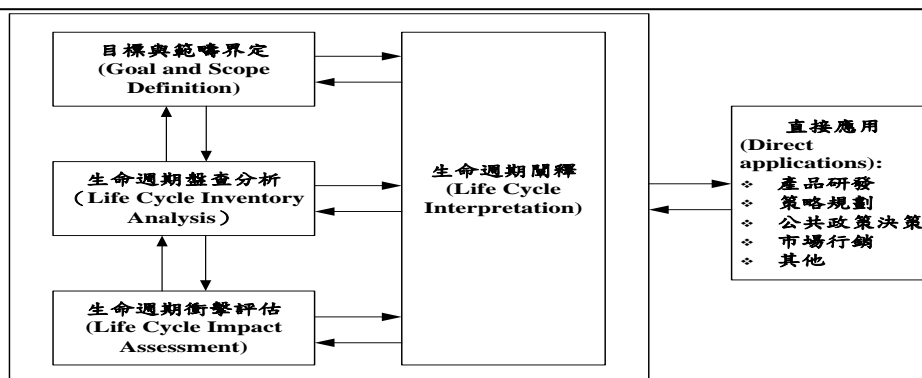 目標與範疇界定
(Goal and Scope
Definition)
生命週期盤查分析
（Life Cycle Inventory
Analysis）
生命週期衝擊評估
(Life Cycle Impact
Assessment)
生命週期闡釋
(Life Cycle
Interpretation)
直接應用
(Direct
applications):
❖ 產品研發
❖ 策略規劃
❖ 公共政策決策
❖ 市場行銷
❖ 其他